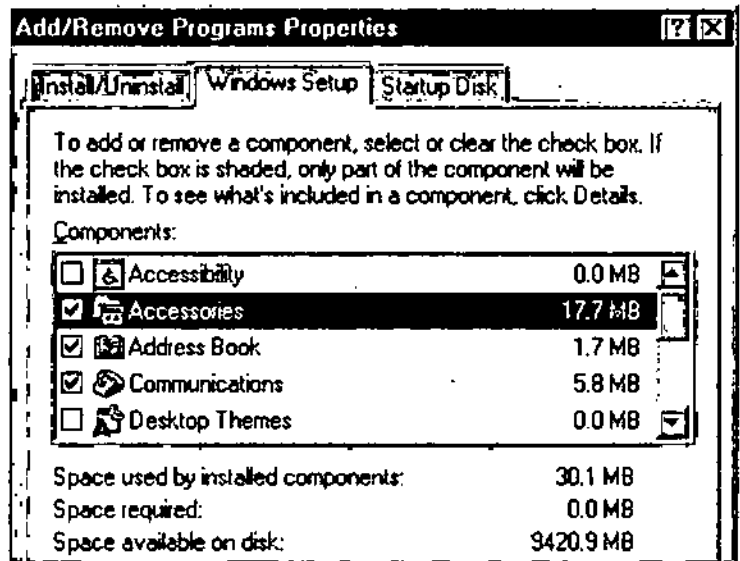 Add/Remove Programs Properties
Install/Uninstall Windows Setup Startup Disk
To add or remove a component, select or clear the check box. If
the check box is shaded, only part of the component will be
installed. To see what's included in a component, click Details.
Components:
Accessibility 0.0 MB
Accessories 17.7 MB
Address Book 1.7 MB
Communications 5.8 MB
Desktop Themes 0.0 MB
Space used by installed components: 30.1 MB
Space required: 0.0 MB
Space available on disk: 9420.9 MB